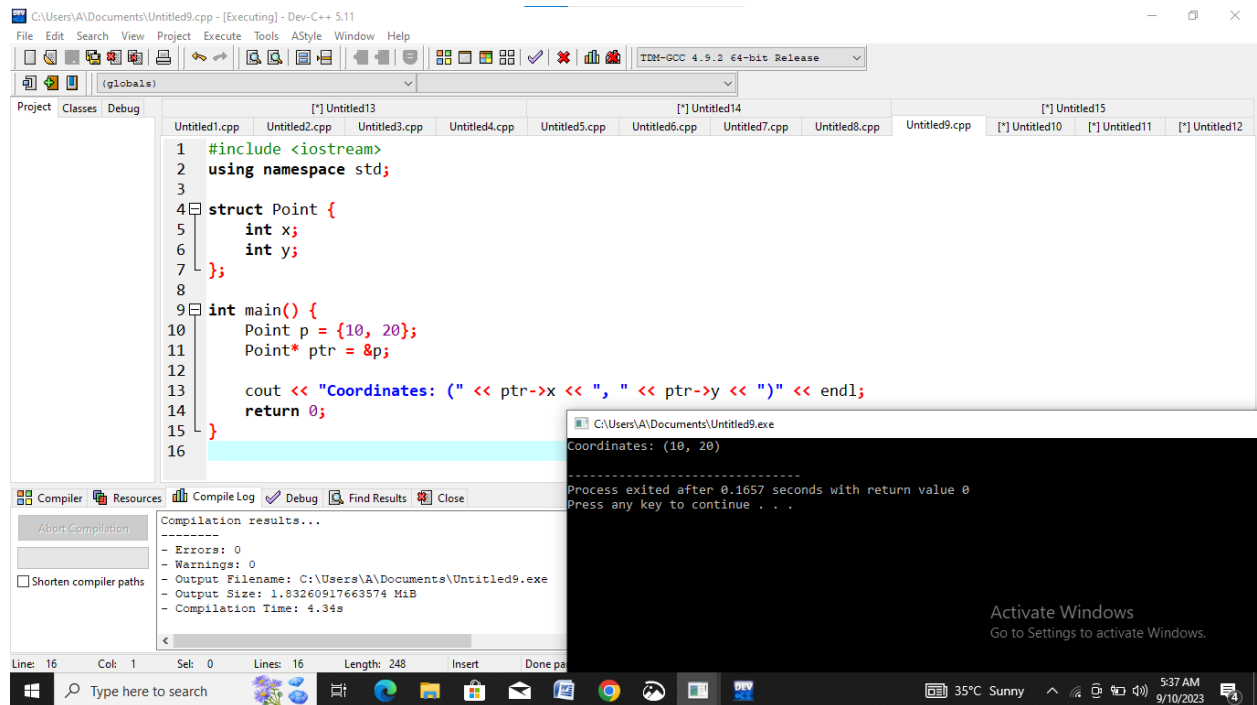 C:\Users\A\Documents\Untitled9.cpp - [Executing] - Dev-C++ 5.11
File Edit Search View Project Execute Tools AStyle Window Help
TDM-GCC 4.9.2 64-bit Release
(globals)
Project Classes Debug
[*] Untitled13 [*] Untitled14 [*] Untitled15
Untitled1.cpp Untitled2.cpp Untitled3.cpp Untitled4.cpp Untitled5.cpp Untitled6.cpp Untitled7.cpp Untitled8.cpp Untitled9.cpp [*] Untitled10 [*] Untitled11 [*] Untitled12
1 #include <iostream>
2 using namespace std;
3
4 struct Point {
5     int x;
6     int y;
7 };
8
9 int main() {
10     Point p = {10, 20};
11     Point* ptr = &p;
12
13     cout << "Coordinates: (" << ptr->x << ", " << ptr->y << ")" << endl;
14     return 0;
15 }
16
C:\Users\A\Documents\Untitled9.exe
Coordinates: (10, 20)
--------------------------------
Process exited after 0.1657 seconds with return value 0
Press any key to continue . . .
Compiler Resources Compile Log Debug Find Results Close
Abort Compilation
Shorten compiler paths
Compilation results...
--------
- Errors: 0
- Warnings: 0
- Output Filename: C:\Users\A\Documents\Untitled9.exe
- Output Size: 1.83260917663574 MiB
- Compilation Time: 4.34s
Activate Windows
Go to Settings to activate Windows.
Line: 16 Col: 1 Sel: 0 Lines: 16 Length: 248 Insert Done pa
Type here to search
DEV
35°C Sunny
5:37 AM
9/10/2023
4